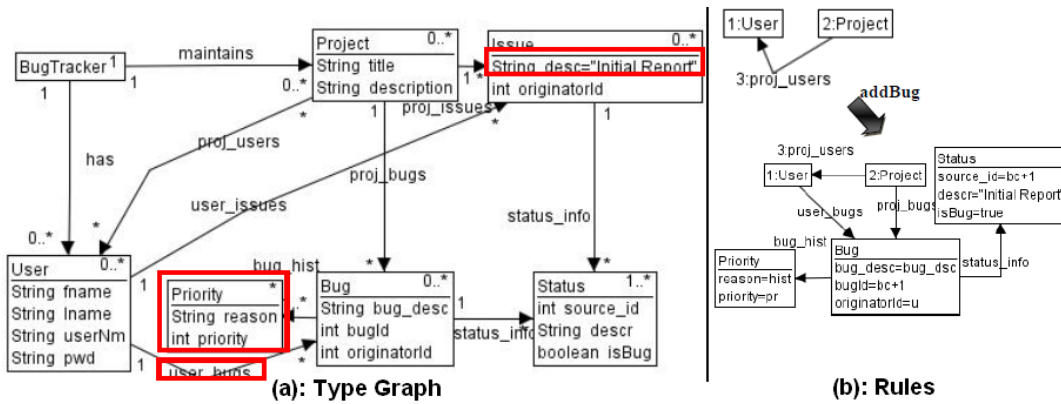 BugTracker 1
1
1
maintains
Project
0..*
String title
String description
0..*
*
1
1
*
proj_issues
Issue
0..*
String desc="Initial Report"
int originatorId
*
1
has
proj_users
user_issues
proj_bugs
status_info
0..*
*
User
0..*
String fname
String lname
String userNm
String pwd
1
1
bug_hist
Priority
*
String reason
int priority
user_bugs
*
*
Bug
0..*
String bug_desc
int bugId
int originatorId
1
status_info
*
Status
1..*
int source_id
String descr
boolean isBug
(a): Type Graph
1:User
2:Project
3:proj_users
addBug
3:proj_users
1:User
2:Project
Status
source_id=bc+1
descr="Initial Report"
isBug=true
user_bugs
proj_bugs
bug_hist
status_info
Priority
reason=hist
priority=pr
Bug
bug_desc=bug_dsc
bugId=bc+1
originatorId=u
(b): Rules